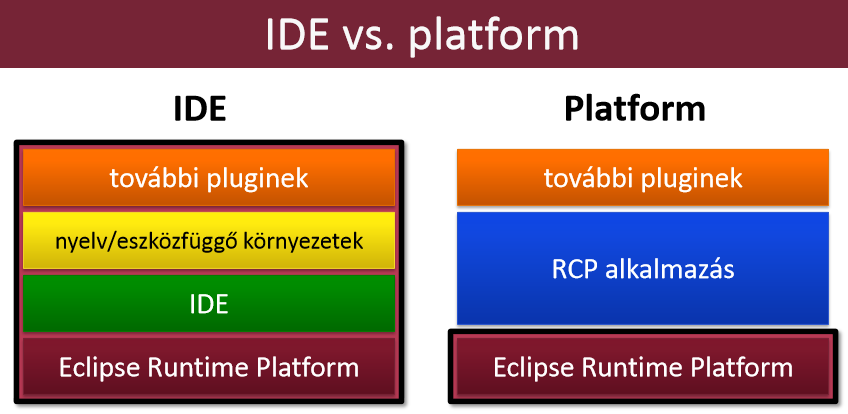 IDE vs. platform
IDE
további pluginek
nyelv/eszközfüggő környezetek
IDE
Eclipse Runtime Platform
Platform
további pluginek
RCP alkalmazás
Eclipse Runtime Platform